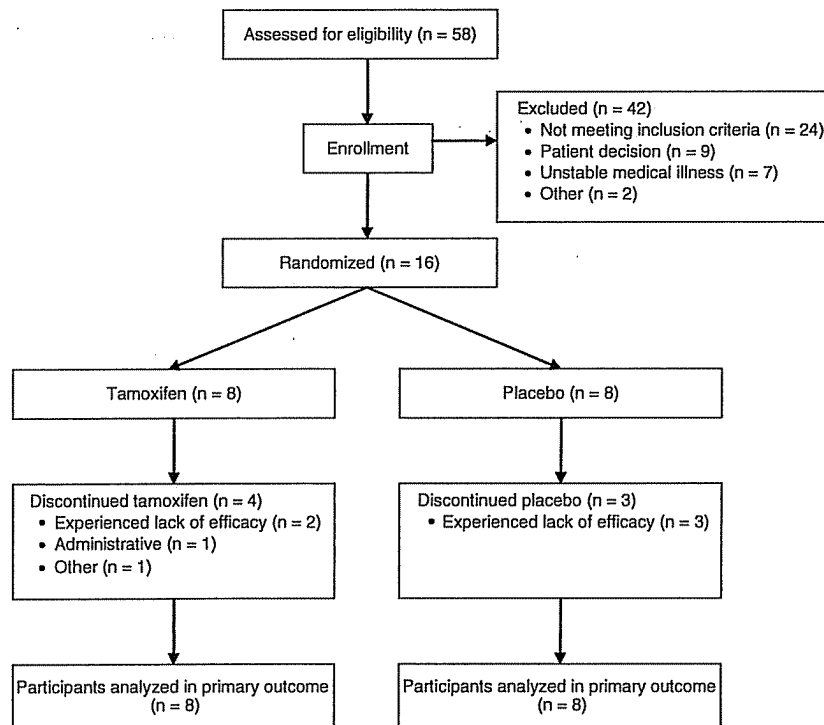 Assessed for eligibility (n = 58)
Excluded (n = 42)
• Not meeting inclusion criteria (n = 24)
• Patient decision (n = 9)
• Unstable medical illness (n = 7)
• Other (n = 2)
Enrollment
Randomized (n = 16)
Tamoxifen (n = 8)
Placebo (n = 8)
Discontinued tamoxifen (n = 4)
• Experienced lack of efficacy (n = 2)
• Administrative (n = 1)
• Other (n = 1)
Discontinued placebo (n = 3)
• Experienced lack of efficacy (n = 3)
Participants analyzed in primary outcome
(n = 8)
Participants analyzed in primary outcome
(n = 8)